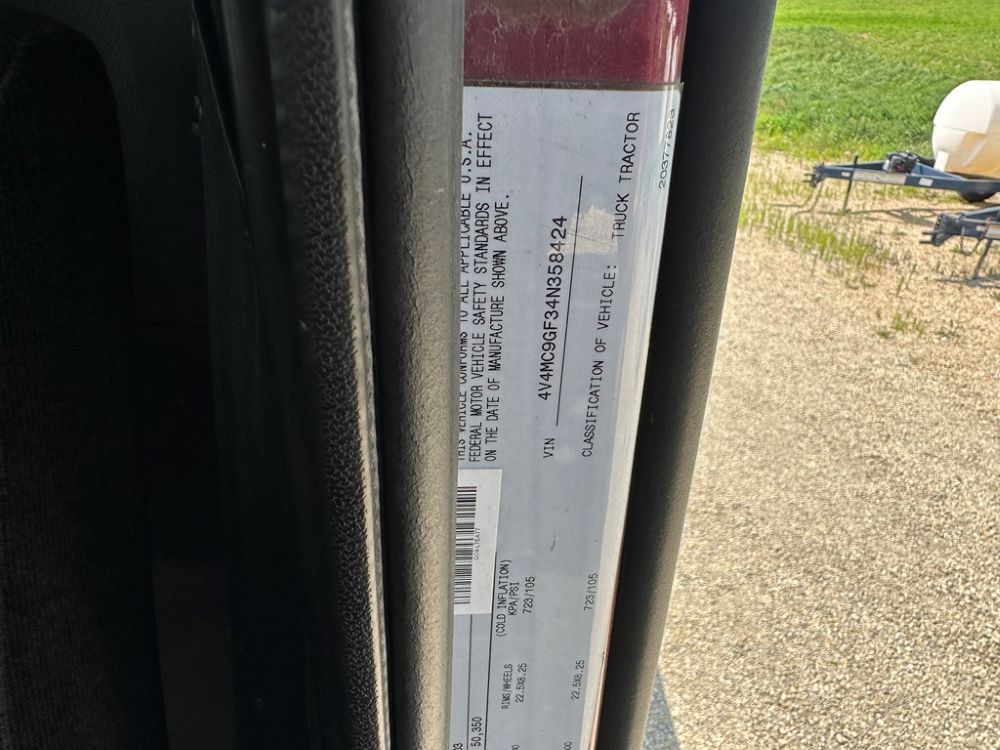 THIS VEHICLE CONFORMS TO ALL APPLICABLE U.S.A.
FEDERAL MOTOR VEHICLE SAFETY STANDARDS IN EFFECT
ON THE DATE OF MANUFACTURE SHOWN ABOVE.
VIN 4V4MC9GF34N358424
CLASSIFICATION OF VEHICLE: TRUCK TRACTOR
20377829
50,350
RIMS/WHEELS
22.5X8.25
22.5X8.25
(COLD INFLATION)
KPA/PSI
723/105
723/105